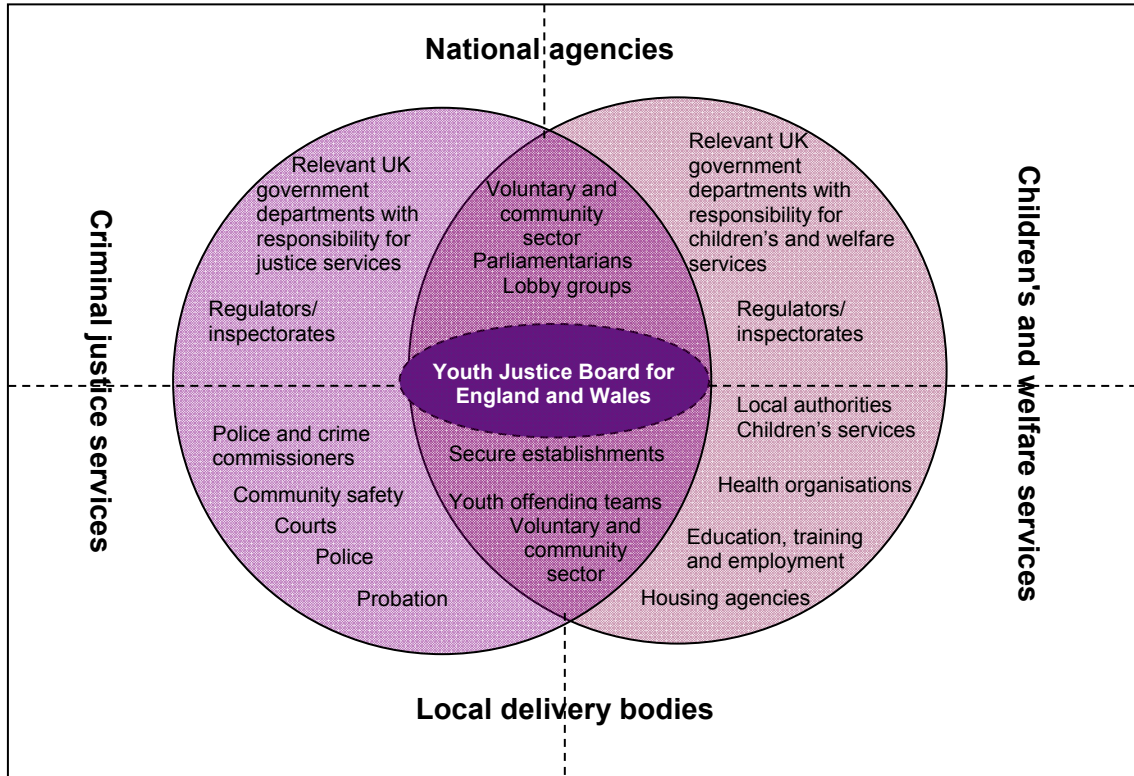 National agencies
Criminal justice services
Children's and welfare services
Relevant UK
government
departments with
responsibility for
justice services
Regulators/
inspectorates
Voluntary and
community
sector
Parliamentarians
Lobby groups
Relevant UK
government
departments with
responsibility for
children’s and welfare
services
Regulators/
inspectorates
Youth Justice Board for
England and Wales
Police and crime
commissioners
Community safety
Courts
Police
Probation
Secure establishments
Youth offending teams
Voluntary and
community
sector
Local authorities
Children’s services
Health organisations
Education, training
and employment
Housing agencies
Local delivery bodies